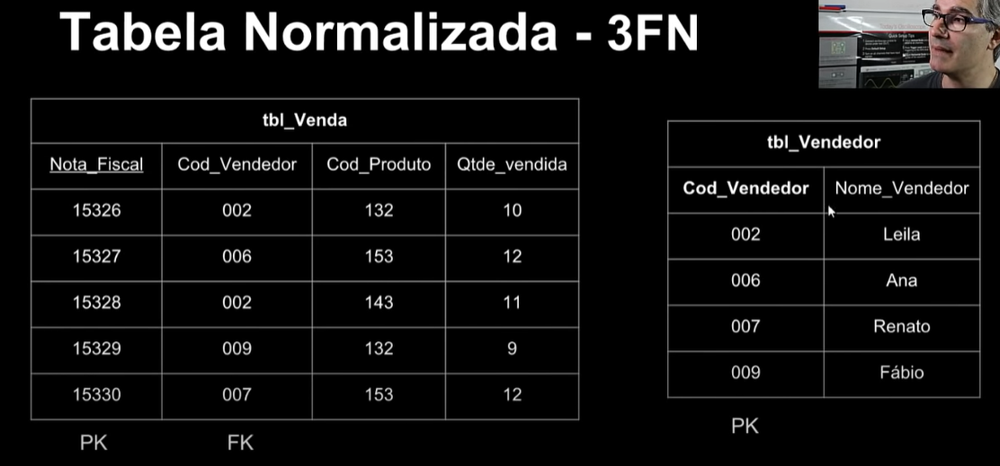 Tabela Normalizada - 3FN
tbl_Venda
Nota_Fiscal Cod_Vendedor Cod_Produto Qtde_vendida
15326 002 132 10
15327 006 153 12
15328 002 143 11
15329 009 132 9
15330 007 153 12
PK FK
tbl_Vendedor
Cod_Vendedor Nome_Vendedor
002 Leila
006 Ana
007 Renato
009 Fábio
PK